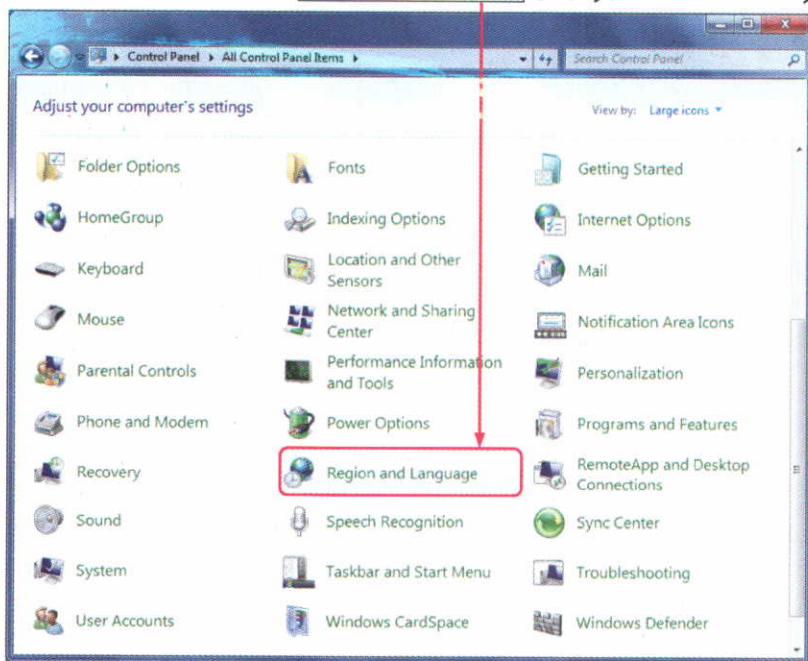 Control Panel ▸ All Control Panel Items ▸
Search Control Panel
Adjust your computer's settings
View by: Large icons
Folder Options
Fonts
Getting Started
HomeGroup
Indexing Options
Internet Options
Keyboard
Location and Other
Sensors
Mail
Mouse
Network and Sharing
Center
Notification Area Icons
Parental Controls
Performance Information
and Tools
Personalization
Phone and Modem
Power Options
Programs and Features
Recovery
Region and Language
RemoteApp and Desktop
Connections
Sound
Speech Recognition
Sync Center
System
Taskbar and Start Menu
Troubleshooting
User Accounts
Windows CardSpace
Windows Defender